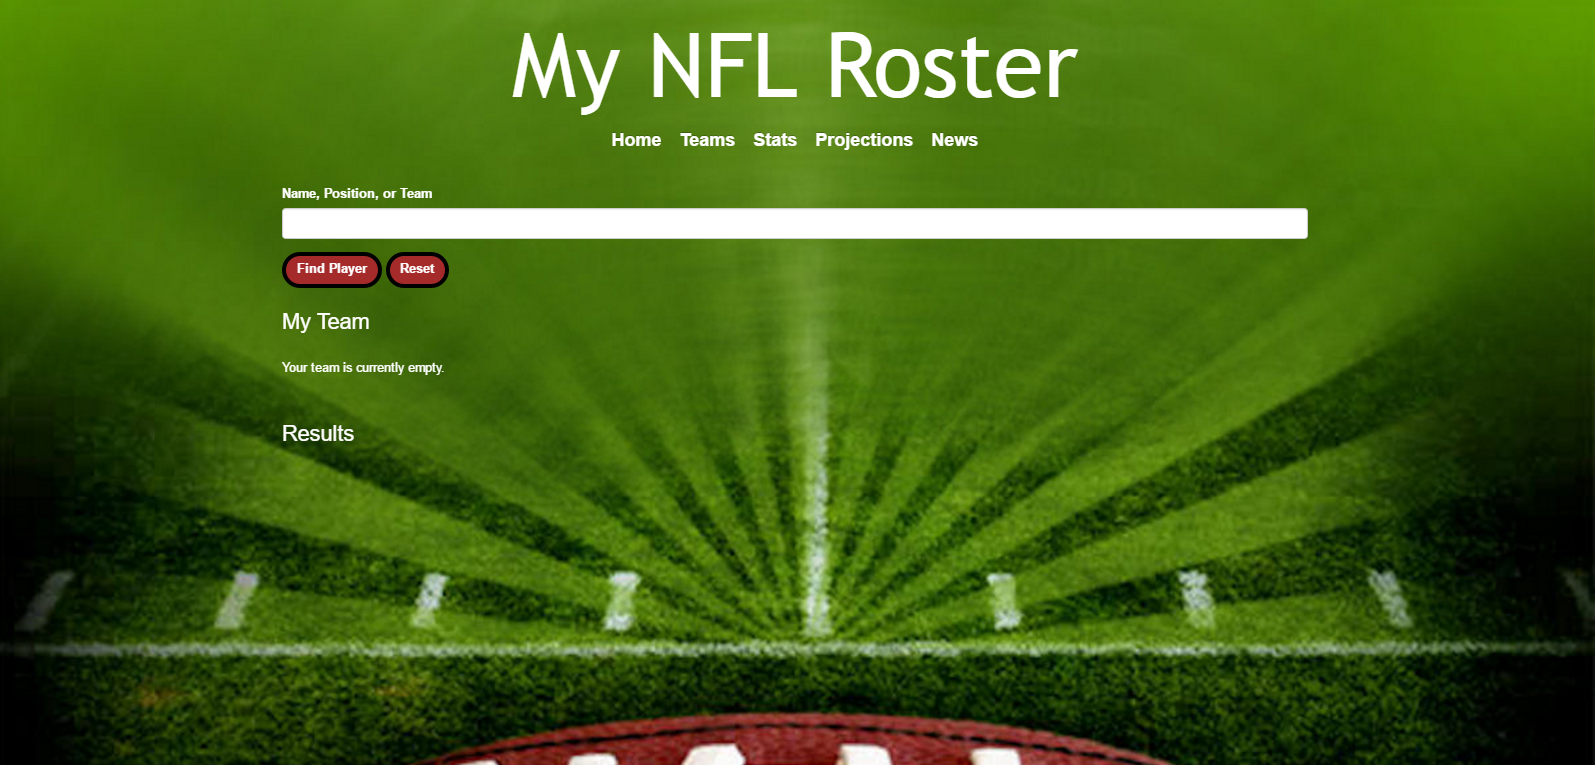 My NFL Roster
Home Teams Stats Projections News
Name, Position, or Team
Find Player Reset
My Team
Your team is currently empty.
Results